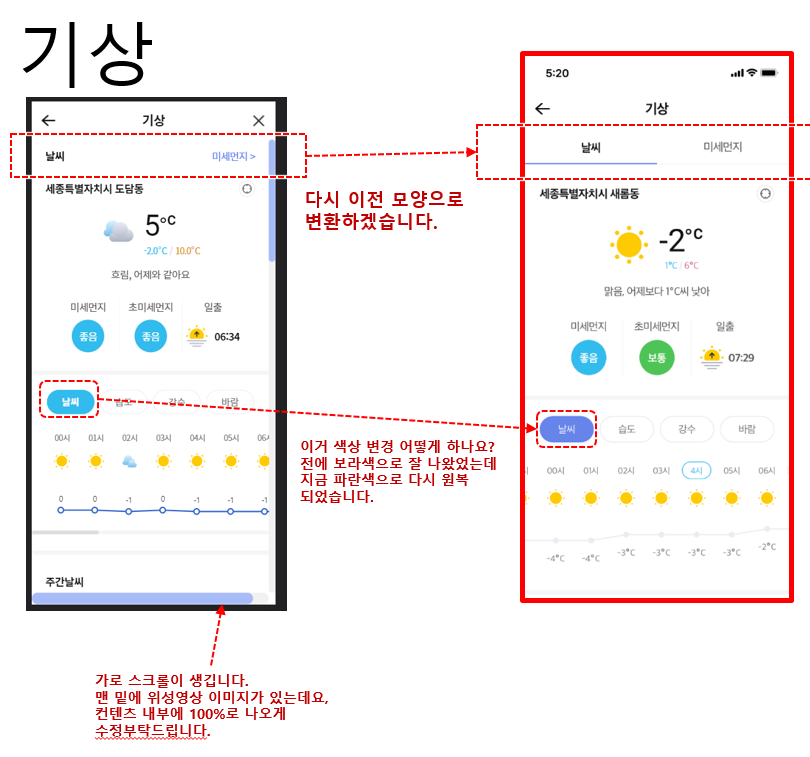 기상
기상
날씨
미세먼지 >
세종특별자치시 도담동
5°C
-2.0°C / 10.0°C
흐림, 어제와 같아요
미세먼지 초미세먼지 일출
좋음 좋음 06:34
날씨 습도 강수 바람
00시 01시 02시 03시 04시 05시 06시
0 0 -1 0 -1 -1 -1
주간날씨
다시 이전 모양으로
변환하겠습니다.
이거 색상 변경 어떻게 하나요?
전에 보라색으로 잘 나왔었는데
지금 파란색으로 다시 원복
되었습니다.
가로 스크롤이 생깁니다.
맨 밑에 위성영상 이미지가 있는데요,
컨텐츠 내부에 100%로 나오게
수정부탁드립니다.
5:20
기상
날씨 미세먼지
세종특별자치시 새롬동
-2°C
1°C / 6°C
맑음, 어제보다 1°C씨 낮아
미세먼지 초미세먼지 일출
좋음 보통 07:29
날씨 습도 강수 바람
00시 01시 02시 03시 4시 05시 06시
-4°C -4°C -3°C -3°C -3°C -3°C -2°C